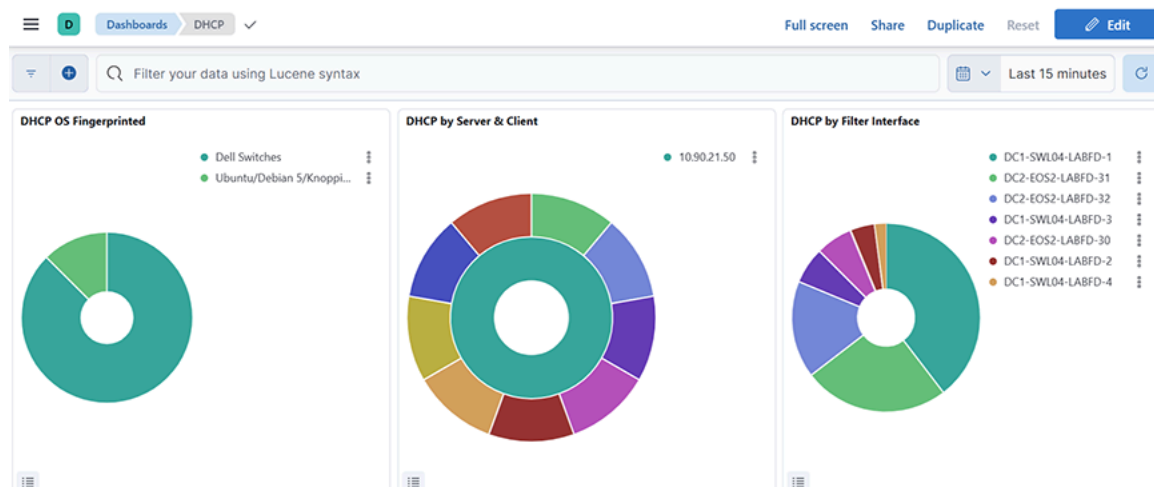 D Dashboards DHCP Full screen Share Duplicate Reset Edit
Filter your data using Lucene syntax Last 15 minutes
DHCP OS Fingerprinted
Dell Switches
Ubuntu/Debian 5/Knoppi...
DHCP by Server & Client
10.90.21.50
DHCP by Filter Interface
DC1-SWL04-LABFD-1
DC2-EOS2-LABFD-31
DC2-EOS2-LABFD-32
DC1-SWL04-LABFD-3
DC2-EOS2-LABFD-30
DC1-SWL04-LABFD-2
DC1-SWL04-LABFD-4